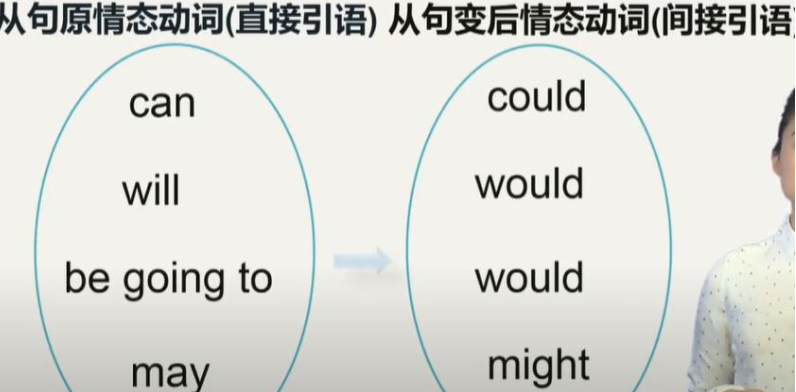 从句原情态动词(直接引语) 从句变后情态动词(间接引语)
can could
will would
be going to would
may might